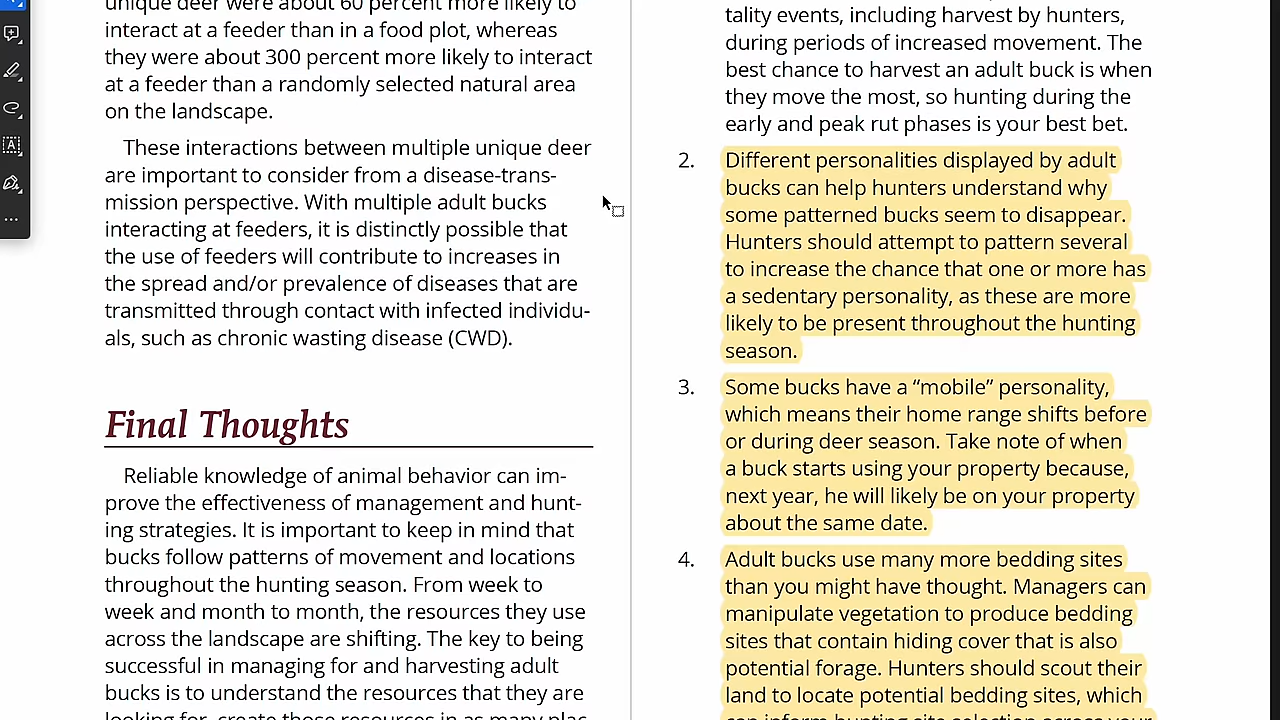 unique deer were about 60 percent more likely to
interact at a feeder than in a food plot, whereas
they were about 300 percent more likely to interact
at a feeder than a randomly selected natural area
on the landscape.
These interactions between multiple unique deer
are important to consider from a disease-trans-
mission perspective. With multiple adult bucks
interacting at feeders, it is distinctly possible that
the use of feeders will contribute to increases in
the spread and/or prevalence of diseases that are
transmitted through contact with infected individu-
als, such as chronic wasting disease (CWD).
Final Thoughts
Reliable knowledge of animal behavior can im-
prove the effectiveness of management and hunt-
ing strategies. It is important to keep in mind that
bucks follow patterns of movement and locations
throughout the hunting season. From week to
week and month to month, the resources they use
across the landscape are shifting. The key to being
successful in managing for and harvesting adult
bucks is to understand the resources that they are
looking for, create those resources in as many plac-
tality events, including harvest by hunters,
during periods of increased movement. The
best chance to harvest an adult buck is when
they move the most, so hunting during the
early and peak rut phases is your best bet.
2. Different personalities displayed by adult
bucks can help hunters understand why
some patterned bucks seem to disappear.
Hunters should attempt to pattern several
to increase the chance that one or more has
a sedentary personality, as these are more
likely to be present throughout the hunting
season.
3. Some bucks have a “mobile” personality,
which means their home range shifts before
or during deer season. Take note of when
a buck starts using your property because,
next year, he will likely be on your property
about the same date.
4. Adult bucks use many more bedding sites
than you might have thought. Managers can
manipulate vegetation to produce bedding
sites that contain hiding cover that is also
potential forage. Hunters should scout their
land to locate potential bedding sites, which
can inform hunting site selection across your